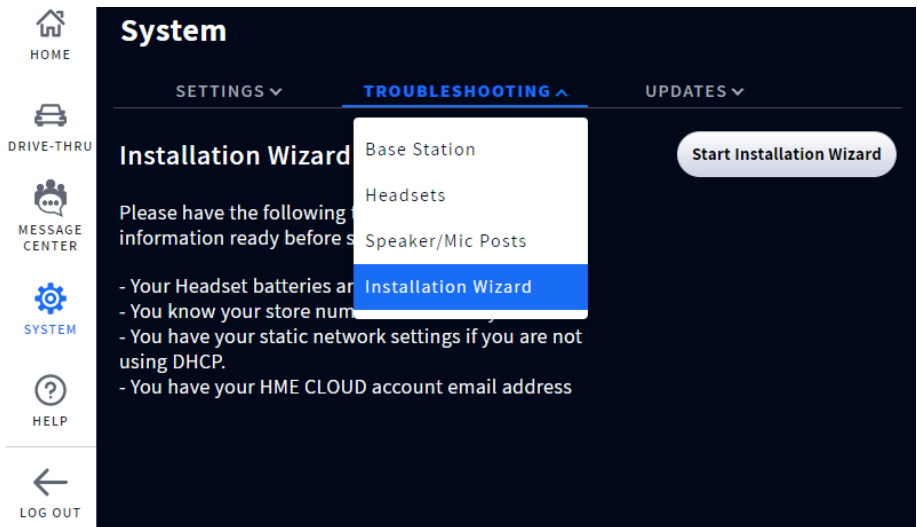 HOME
DRIVE-THRU
MESSAGE
CENTER
SYSTEM
HELP
LOG OUT
System
SETTINGS
TROUBLESHOOTING
UPDATES
Base Station
Headsets
Speaker/Mic Posts
Installation Wizard
Installation Wizard
Start Installation Wizard
Please have the following
information ready before
- Your Headset batteries
- You know your store
- You have your static network settings if you are not
using DHCP.
- You have your HME CLOUD account email address